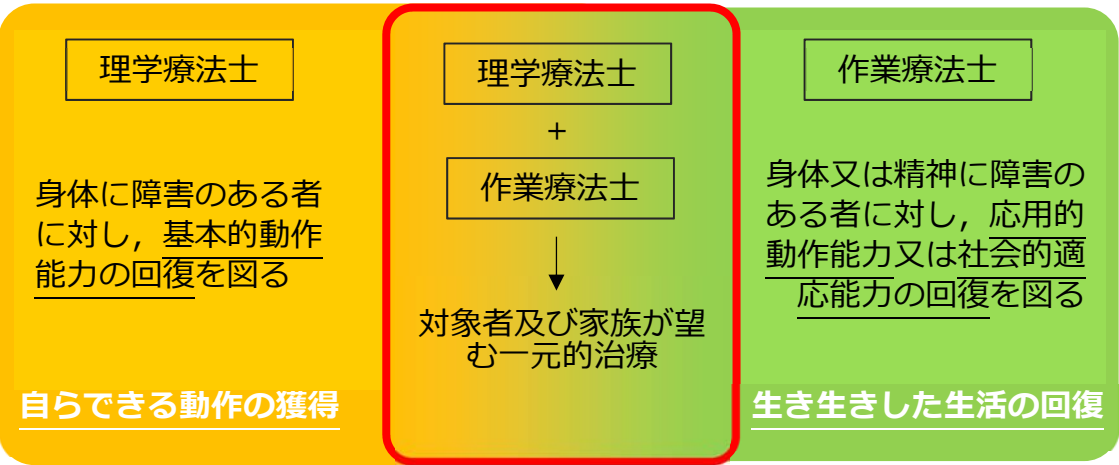 理学療法士
身体に障害のある者
に対し，基本的動作
能力の回復を図る
自らできる動作の獲得
理学療法士
+
作業療法士
対象者及び家族が望
む一元的治療
作業療法士
身体又は精神に障害の
ある者に対し，応用的
動作能力又は社会的適
応能力の回復を図る
生き生きした生活の回復